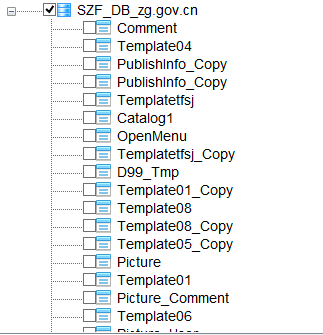 SZF_DB_zg.gov.cn
Comment
Template04
PublishInfo_Copy
PublishInfo_Copy
Templatetfsj
Catalog1
OpenMenu
Templatetfsj_Copy
D99_Tmp
Template01_Copy
Template08
Template08_Copy
Template05_Copy
Picture
Template01
Picture_Comment
Template06